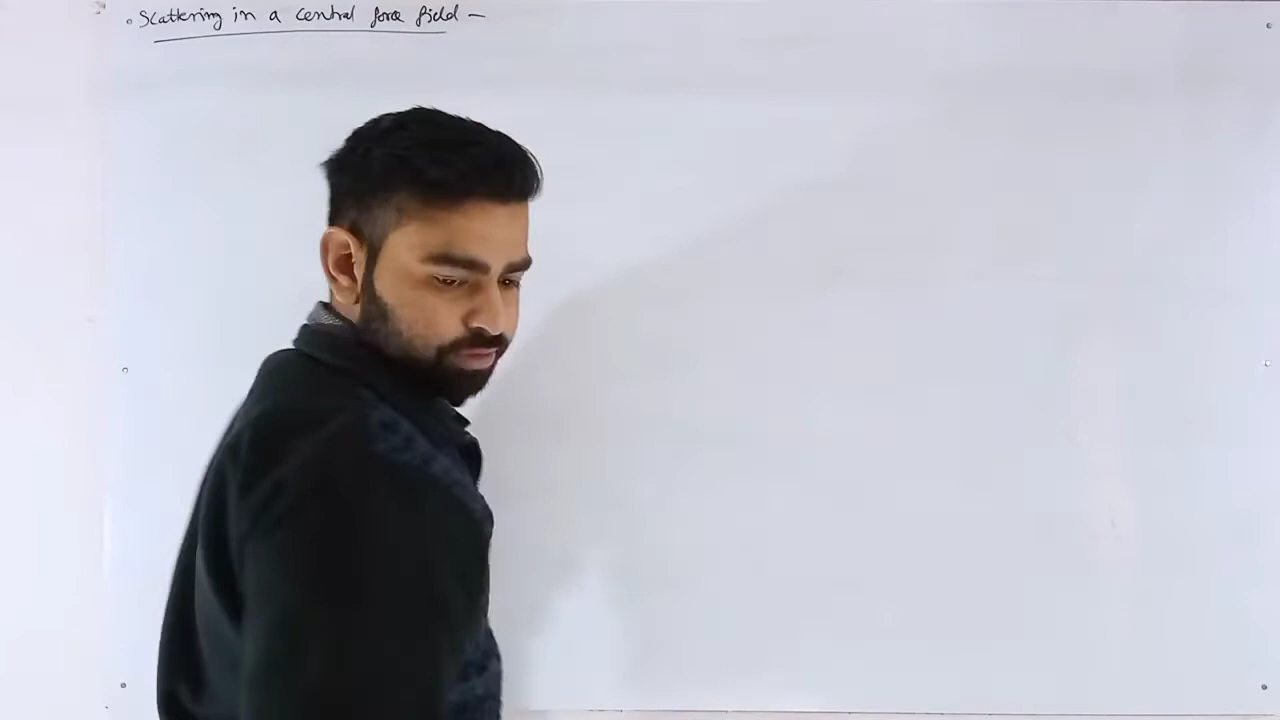 • Scattering in a central force field –